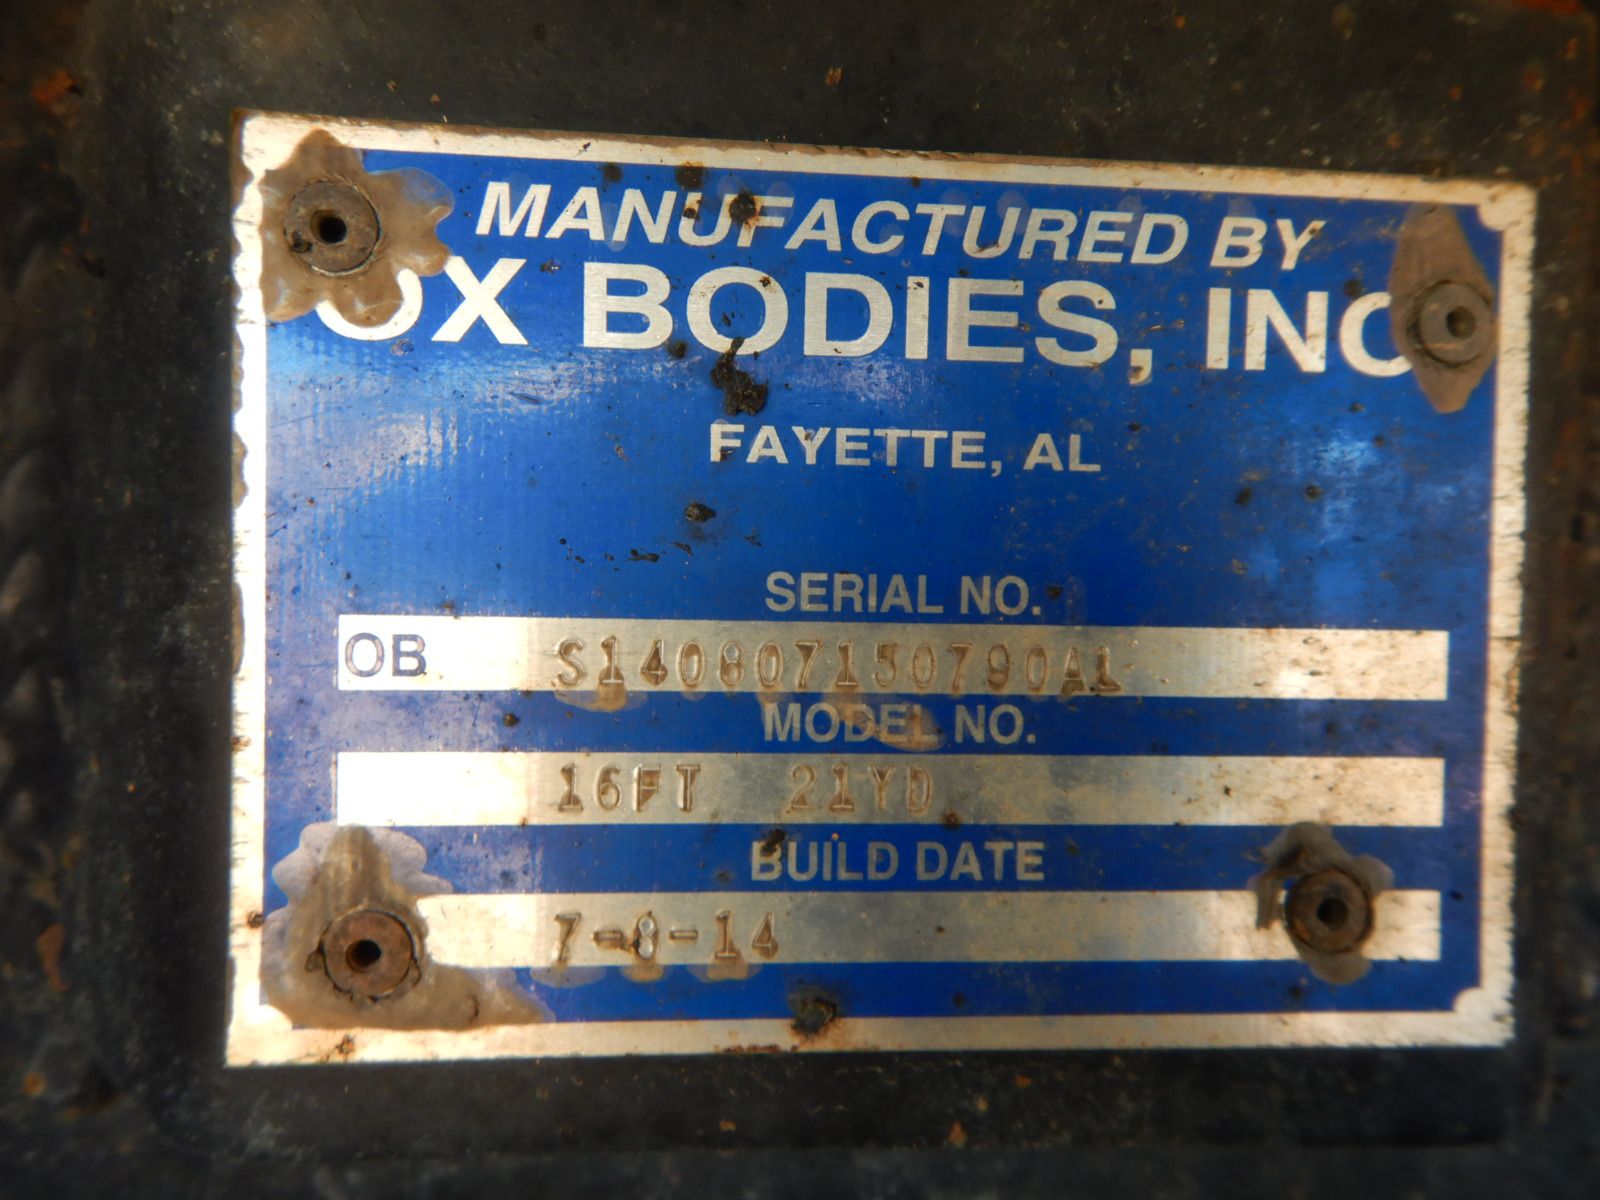 MANUFACTURED BY
OX BODIES, INC
FAYETTE, AL
SERIAL NO.
OB S140807150790AL
MODEL NO.
16FT 21YD
BUILD DATE
7-8-14